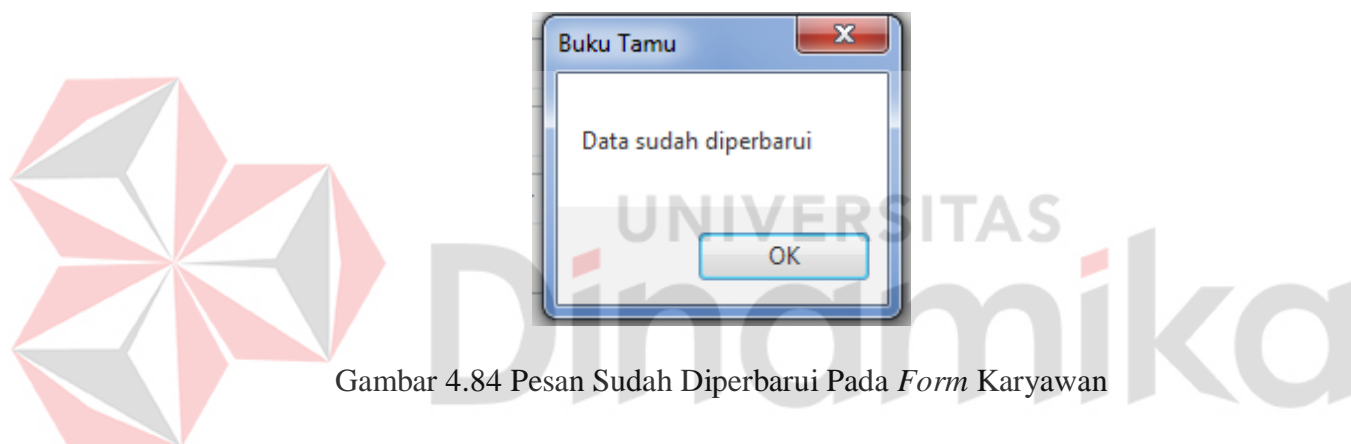 Buku Tamu
Data sudah diperbarui
UNIVERSITAS
OK
Dinamika
Gambar 4.84 Pesan Sudah Diperbarui Pada Form Karyawan